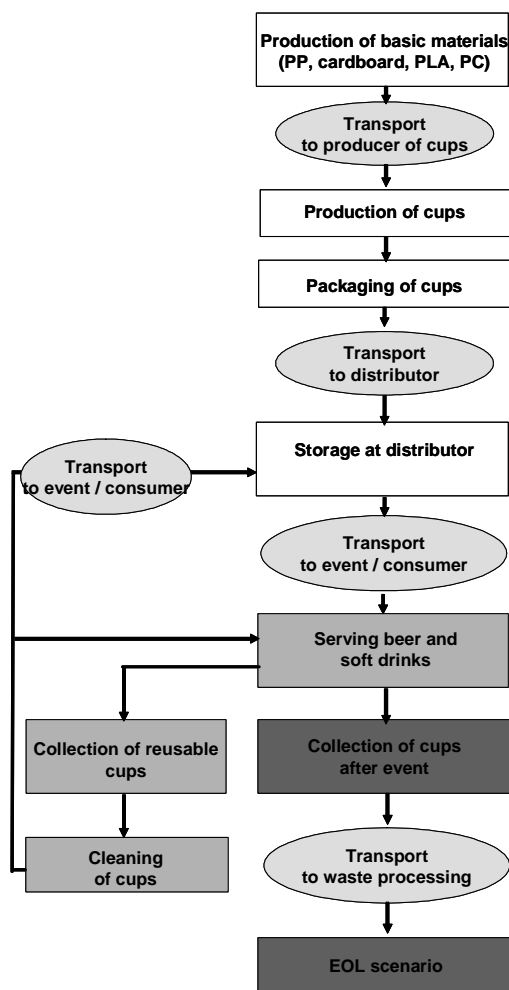 Production of basic materials
(PP, cardboard, PLA, PC)
Transport
to producer of cups
Production of cups
Packaging of cups
Transport
to distributor
Storage at distributor
Transport
to event / consumer
Transport
to event / consumer
Serving beer and
soft drinks
Collection of reusable
cups
Collection of cups
after event
Cleaning
of cups
Transport
to waste processing
EOL scenario